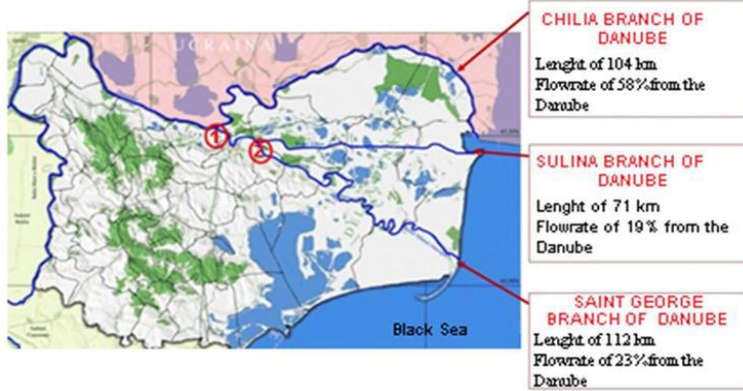 UCRAINA
1
2
Black Sea
CHILIA BRANCH OF
DANUBE
Lenght of 104 km
Flowrate of 58%from the
Danube
SULINA BRANCH OF
DANUBE
Lenght of 71 km
Flowrate of 19% from the
Danube
SAINT GEORGE
BRANCH OF DANUBE
Lenght of 112 km
Flowrate of 23%from the
Danube